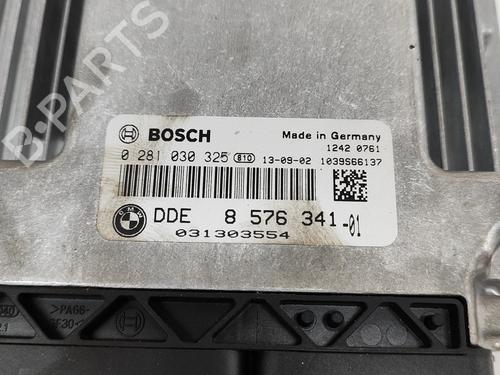 B-PARTS
BOSCH
Made in Germany
1242 0761
0 281 030 325 810 13-09-02 1039S66137
BMW
DDE 8 576 341-01
031303554
>PA66-